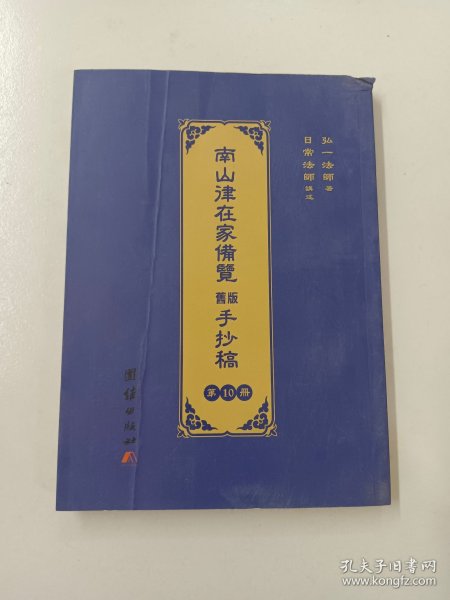 弘一法師 著
日常法師 講述
南山律在家備覽
舊版
手抄稿
第10冊
團結出版社
孔夫子旧书网
www.kongfz.com